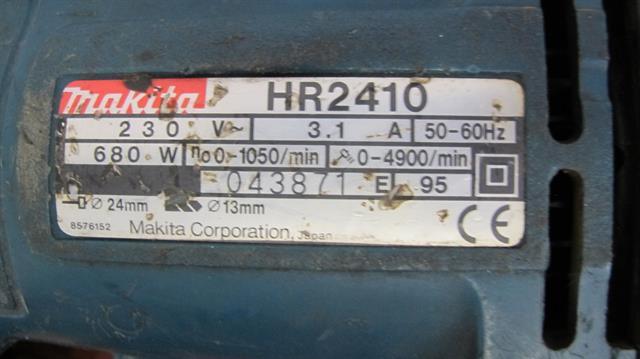 makita HR2410
230 V~ 3.1 A 50-60Hz
680 W n0 0-1050/min 0-4900/min
043871 E 95
Ø 24mm Ø 13mm
8576152 Makita Corporation, Japan
CE